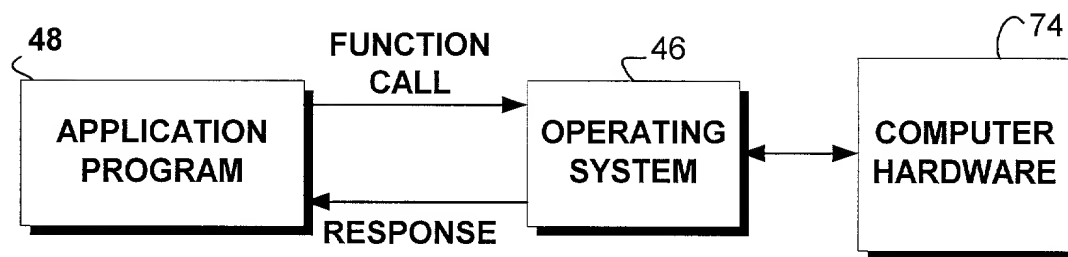 48
FUNCTION
CALL
46
74
APPLICATION
PROGRAM
OPERATING
SYSTEM
COMPUTER
HARDWARE
RESPONSE